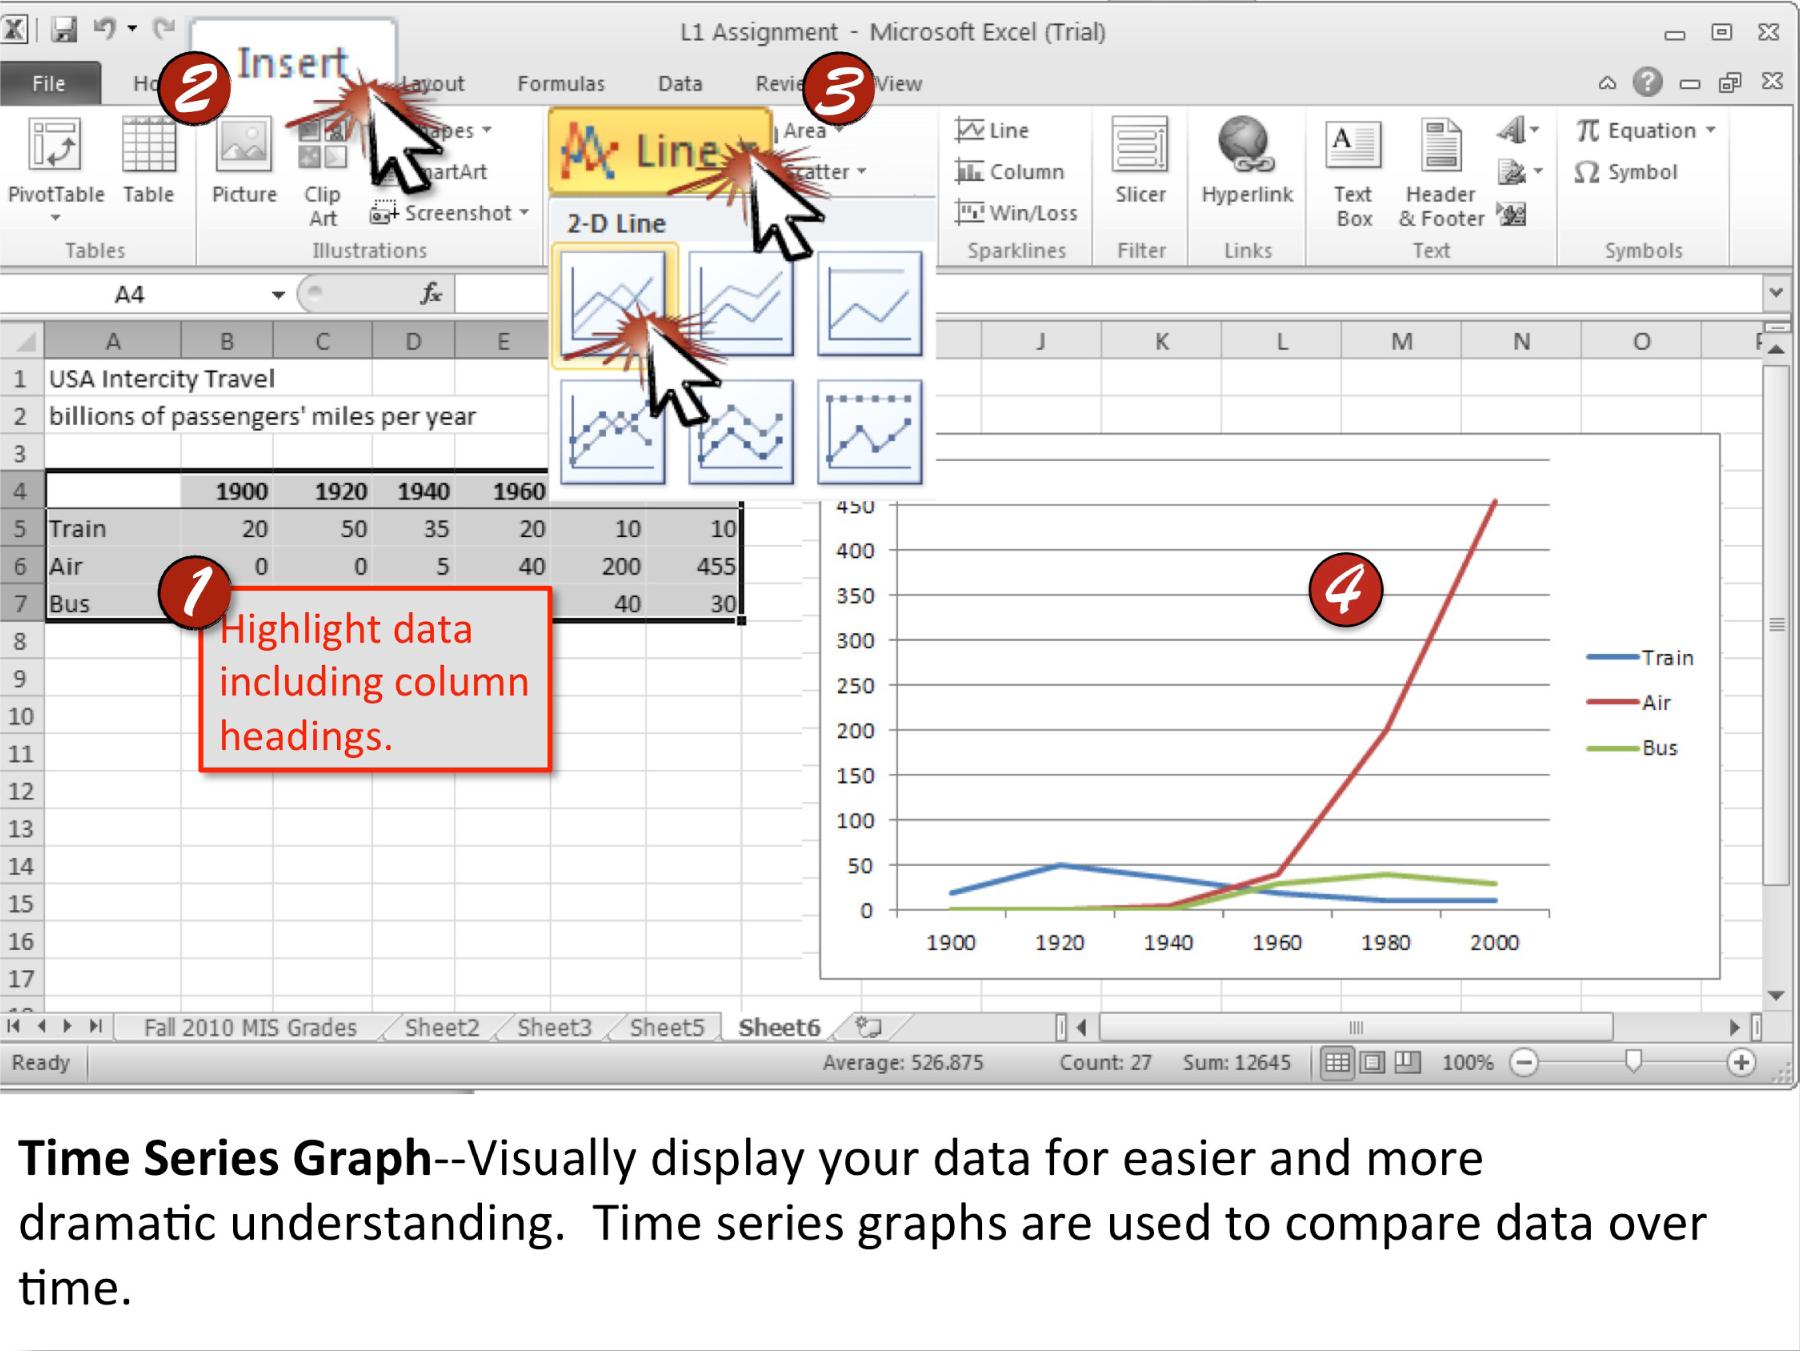 L1 Assignment - Microsoft Excel (Trial)
File
Insert
Layout
Formulas
Data
View
2
3
PivotTable
Table
Picture
Clip
Art
Screenshot
Line
Area
Line
Column
Win/Loss
Slicer
Hyperlink
Text
Box
Header
& Footer
Equation
Symbol
Tables
Illustrations
2-D Line
Sparklines
Filter
Links
Text
Symbols
A4
fx
A B C D E J K L M N O
1 USA Intercity Travel
2 billions of passengers' miles per year
3
4 1900 1920 1940 1960
5 Train 20 50 35 20 10 10
6 Air 0 0 5 40 200 455
7 Bus 40 30
8
9
10
11
12
13
14
15
16
17
1
Highlight data
including column
headings.
450
400
350
300
250
200
150
100
50
0
1900 1920 1940 1960 1980 2000
4
Train
Air
Bus
Fall 2010 MIS Grades Sheet2 Sheet3 Sheet5 Sheet6
Ready Average: 526.875 Count: 27 Sum: 12645 100%
Time Series Graph--Visually display your data for easier and more
dramatic understanding. Time series graphs are used to compare data over
time.